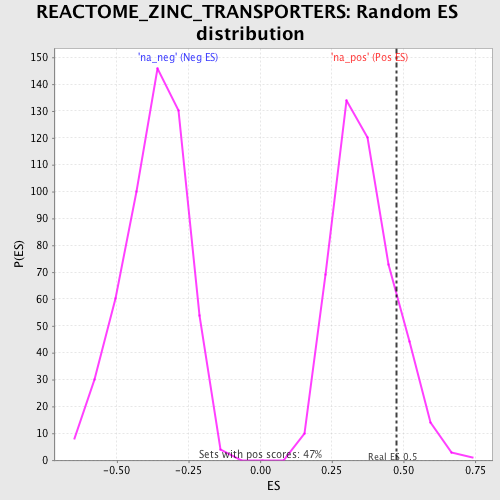 REACTOME_ZINC_TRANSPORTERS: Random ES
distribution
'na_neg' (Neg ES)
'na_pos' (Pos ES)
150
140
130
120
110
100
90
80
70
60
50
40
30
20
10
0
P(ES)
Sets with pos scores: 47%
Real ES 0.5
-0.50
-0.25
0.00
0.25
0.50
0.75
ES